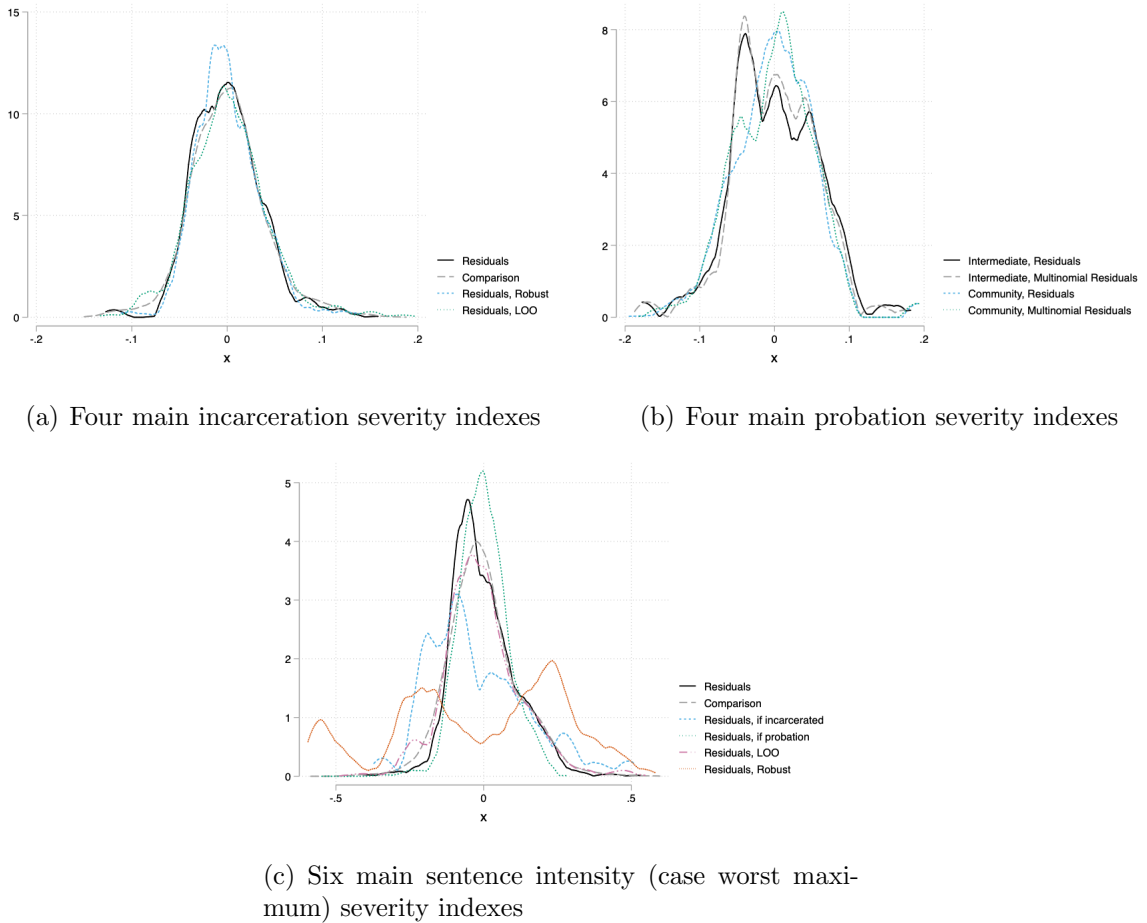 15
10
5
0
-.2
-.1
0
.1
.2
x
Residuals
Comparison
Residuals, Robust
Residuals, LOO
(a) Four main incarceration severity indexes
8
6
4
2
0
-.2
-.1
0
.1
.2
x
Intermediate, Residuals
Intermediate, Multinomial Residuals
Community, Residuals
Community, Multinomial Residuals
(b) Four main probation severity indexes
5
4
3
2
1
0
-.5
0
.5
x
Residuals
Comparison
Residuals, if incarcerated
Residuals, if probation
Residuals, LOO
Residuals, Robust
(c) Six main sentence intensity (case worst maxi-
mum) severity indexes